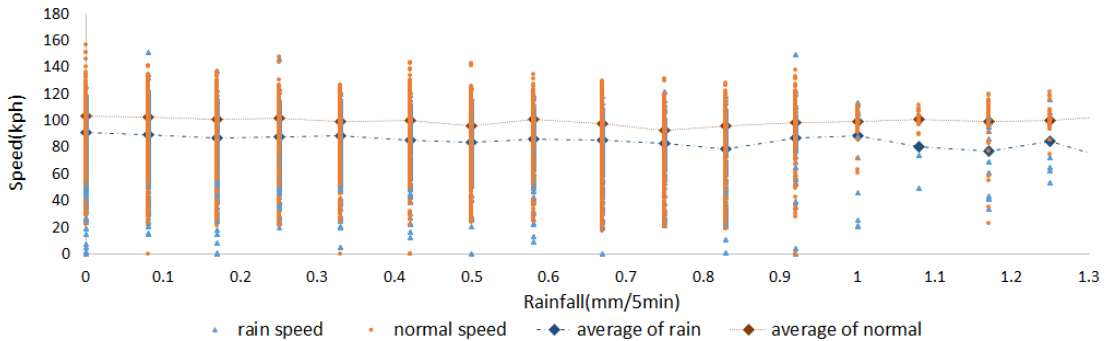 180
160
140
120
100
80
60
40
20
0
Speed(kph)
0 0.1 0.2 0.3 0.4 0.5 0.6 0.7 0.8 0.9 1 1.1 1.2 1.3
Rainfall(mm/5min)
rain speed normal speed average of rain average of normal